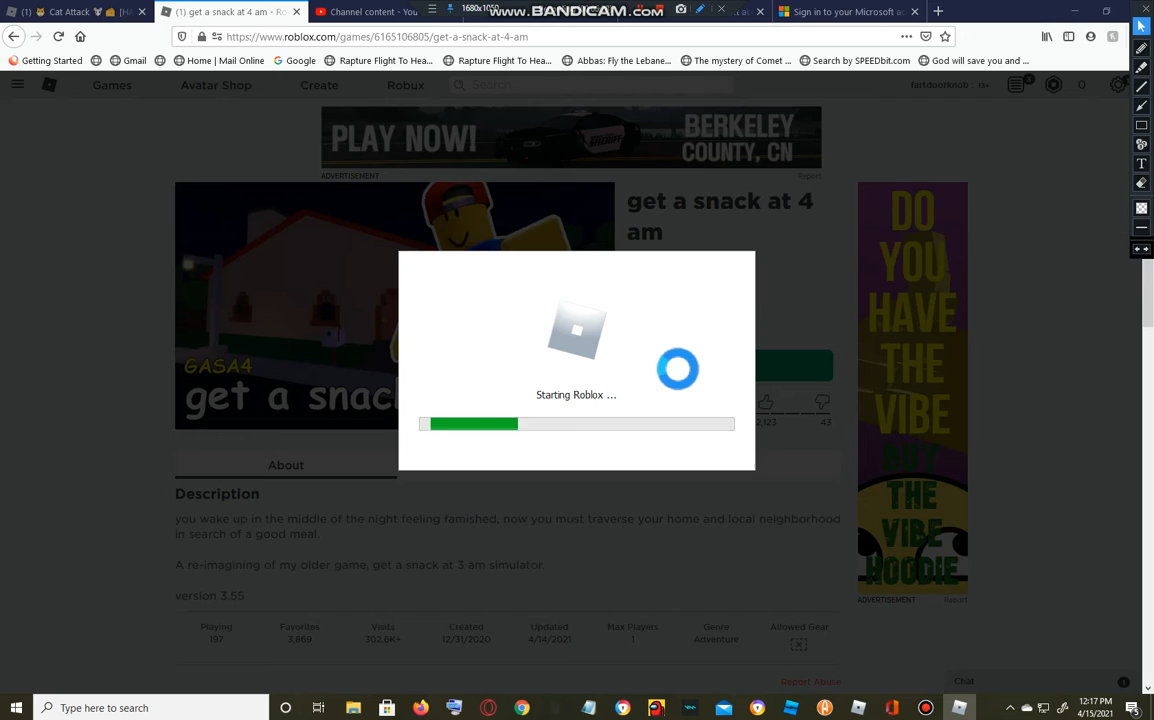 1680x1050
www.BANDICAM.com
(1) 🐱 Cat Attack 🐺 📦 [HA
(1) get a snack at 4 am - Ro
Channel content - You
Sign in to your Microsoft ac
https://www.roblox.com/games/6165106805/get-a-snack-at-4-am
Getting Started
Gmail
Home | Mail Online
Google
Rapture Flight To Hea...
Rapture Flight To Hea...
Abbas: Fly the Lebane...
The mystery of Comet ...
Search by SPEEDbit.com
God will save you and ...
Games
Avatar Shop
Create
Robux
Search
fartdoorknob : 13+
0
PLAY NOW!
SHERIFF
BERKELEY
COUNTY, CN
ADVERTISEMENT
Report
get a snack at 4
am
GASA4
get a snac
Starting Roblox ...
2,123
43
DO
YOU
HAVE
THE
VIBE
BUY
THE
VIBE
HOODIE
ADVERTISEMENT
Report
About
Description
you wake up in the middle of the night feeling famished, now you must traverse your home and local neighborhood
in search of a good meal.
A re-imagining of my older game, get a snack at 3 am simulator.
version 3.55
Playing
197
Favorites
3,869
Visits
302.6K+
Created
12/31/2020
Updated
4/14/2021
Max Players
1
Genre
Adventure
Allowed Gear
Report Abuse
Chat
Type here to search
12:17 PM
4/15/2021
5